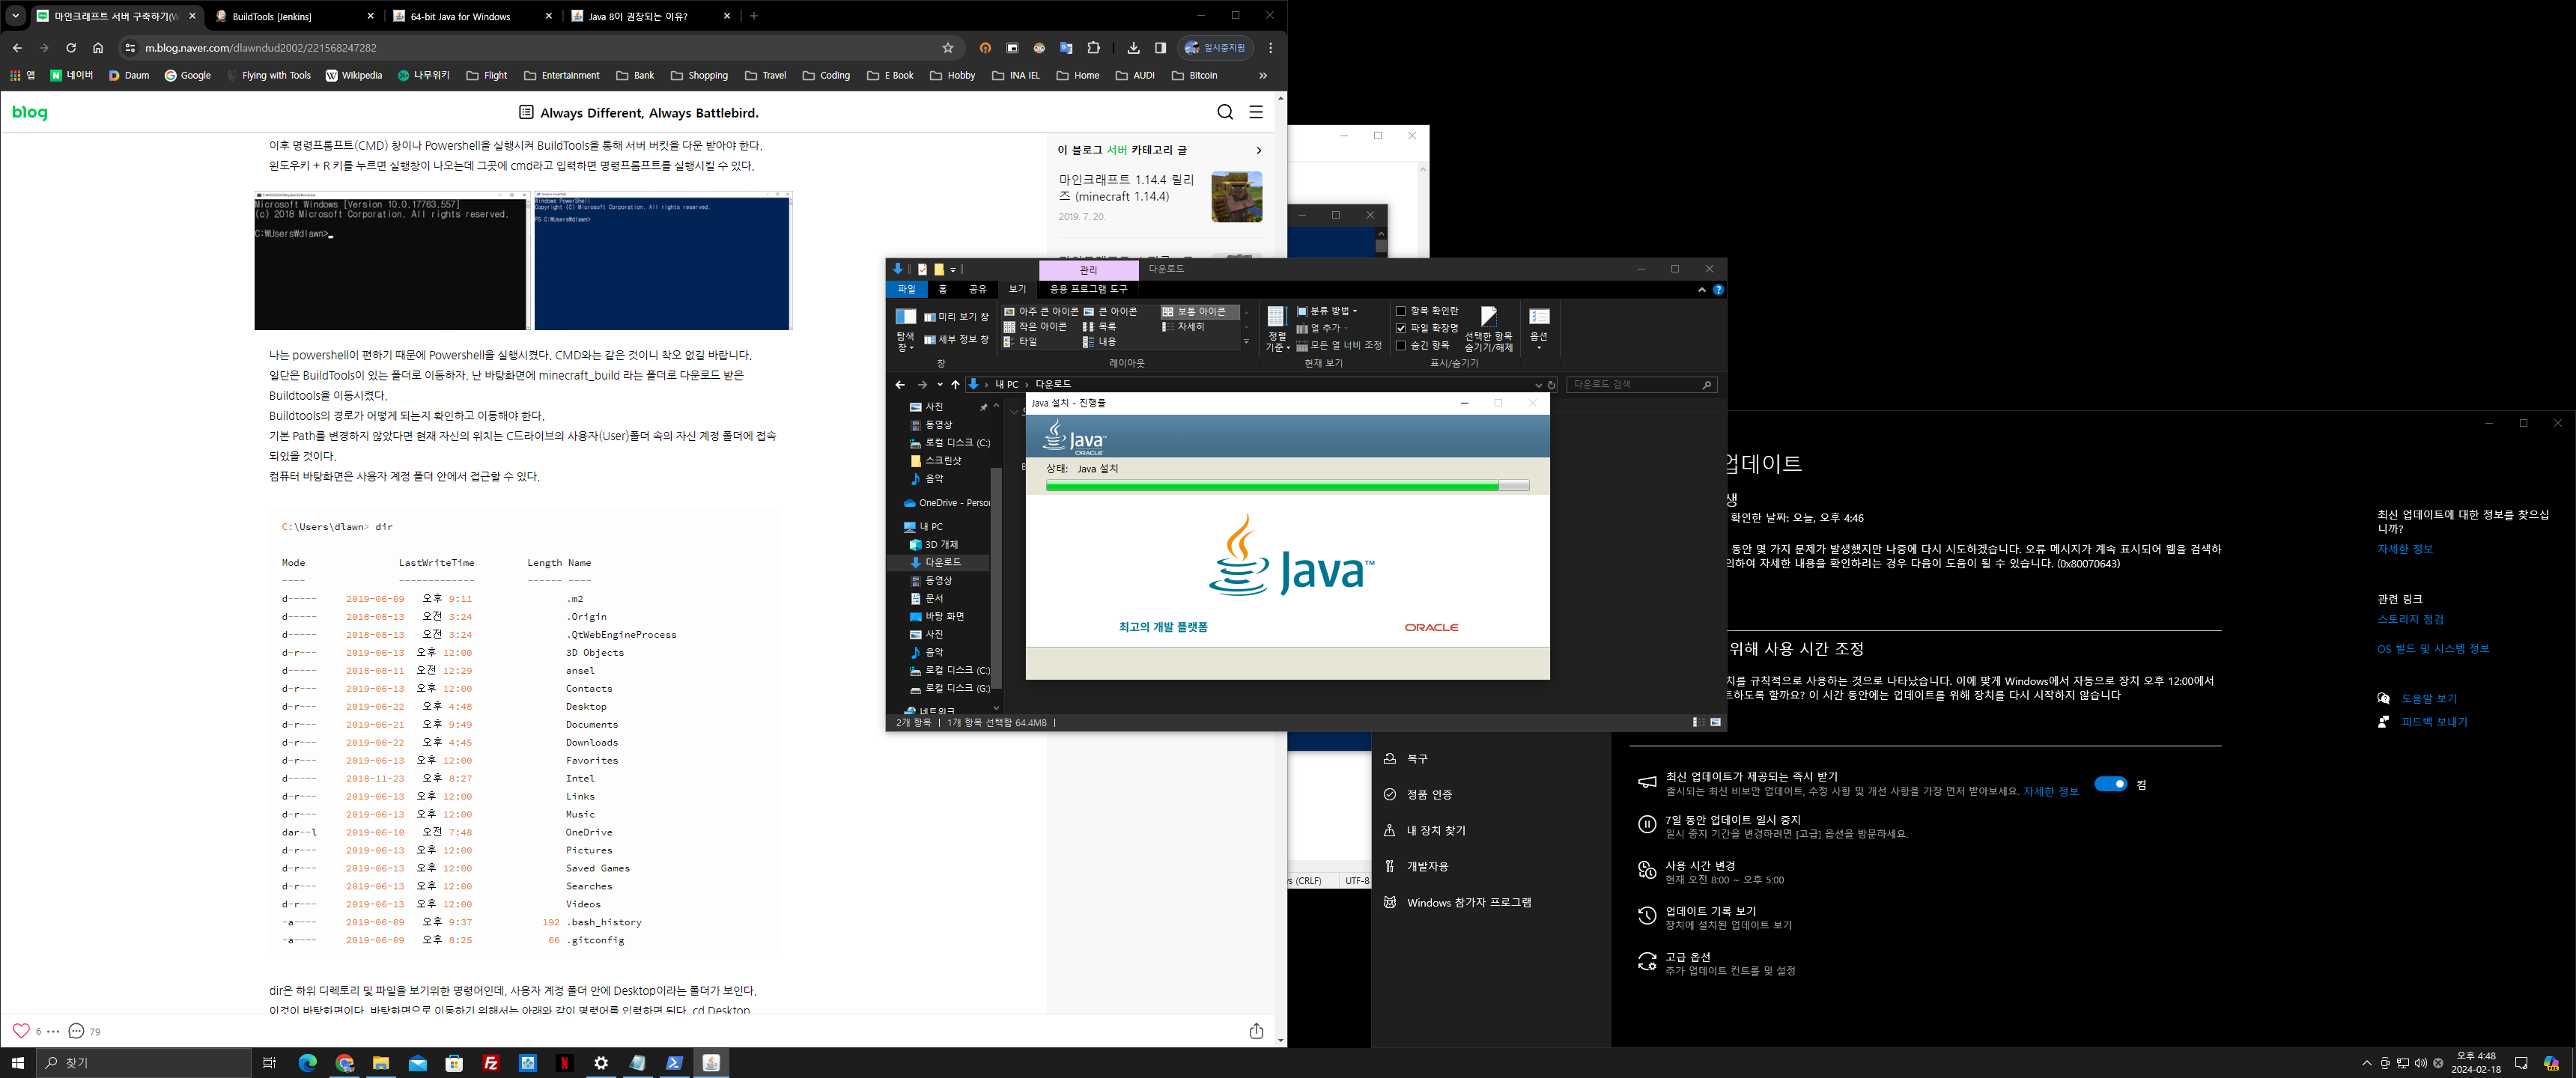 마인크래프트 서버 구축하기(W
BuildTools [Jenkins]
64-bit Java for Windows
Java 8이 권장되는 이유?
m.blog.naver.com/dlawndud2002/221568247282
일시중지됨
앱
네이버
Daum
Google
Flying with Tools
Wikipedia
나무위키
Flight
Entertainment
Bank
Shopping
Travel
Coding
E Book
Hobby
INA IEL
Home
AUDI
Bitcoin
blog
Always Different, Always Battlebird.
이후 명령프롬프트(CMD) 창이나 Powershell을 실행시켜 BuildTools을 통해 서버 버킷을 다운 받아야 한다.
윈도우키 + R 키를 누르면 실행창이 나오는데 그곳에 cmd라고 입력하면 명령프롬프트를 실행시킬 수 있다.
Microsoft Windows [Version 10.0.17763.557]
(c) 2018 Microsoft Corporation. All rights reserved.
C:\Users\dlawn>
Windows PowerShell
Copyright (C) Microsoft Corporation. All rights reserved.
PS C:\Users\dlawn>
나는 powershell이 편하기 때문에 Powershell을 실행시켰다. CMD와는 같은 것이니 착오 없길 바랍니다.
일단은 BuildTools이 있는 폴더로 이동하자. 난 바탕화면에 minecraft_build 라는 폴더로 다운로드 받은
Buildtools을 이동시켰다.
Buildtools의 경로가 어떻게 되는지 확인하고 이동해야 한다.
기본 Path를 변경하지 않았다면 현재 자신의 위치는 C드라이브의 사용자(User)폴더 속의 자신 계정 폴더에 접속
되있을 것이다.
컴퓨터 바탕화면은 사용자 계정 폴더 안에서 접근할 수 있다.
C:\Users\dlawn> dir
Mode LastWriteTime Length Name
---- ------------- ------ ----
d----- 2019-06-09 오후 9:11 .m2
d----- 2018-08-13 오전 3:24 .Origin
d----- 2018-08-13 오전 3:24 .QtWebEngineProcess
d-r--- 2019-06-13 오후 12:00 3D Objects
d----- 2018-08-11 오전 12:29 ansel
d-r--- 2019-06-13 오후 12:00 Contacts
d-r--- 2019-06-22 오후 4:48 Desktop
d-r--- 2019-06-21 오후 9:49 Documents
d-r--- 2019-06-22 오후 4:45 Downloads
d-r--- 2019-06-13 오후 12:00 Favorites
d----- 2018-11-23 오후 8:27 Intel
d-r--- 2019-06-13 오후 12:00 Links
d-r--- 2019-06-13 오후 12:00 Music
dar--l 2019-06-10 오전 7:48 OneDrive
d-r--- 2019-06-13 오후 12:00 Pictures
d-r--- 2019-06-13 오후 12:00 Saved Games
d-r--- 2019-06-13 오후 12:00 Searches
d-r--- 2019-06-13 오후 12:00 Videos
-a---- 2019-06-09 오후 9:37 192 .bash_history
-a---- 2019-06-09 오후 8:25 66 .gitconfig
dir은 하위 디렉토리 및 파일을 보기위한 명령어인데, 사용자 계정 폴더 안에 Desktop이라는 폴더가 보인다.
이것이 바탕화면이다. 바탕화면으로 이동하기 위해서는 아래와 같이 명령어를 입력하면 된다. cd Desktop
6
79
이 블로그 서버 카테고리 글
마인크래프트 1.14.4 릴리
즈 (minecraft 1.14.4)
2019. 7. 20.
관리
다운로드
파일
홈
공유
보기
응용 프로그램 도구
탐색
창
미리 보기 창
세부 정보 창
창
아주 큰 아이콘
큰 아이콘
보통 아이콘
작은 아이콘
목록
자세히
타일
내용
레이아웃
정렬
기준
분류 방법
열 추가
모든 열 너비 조정
현재 보기
항목 확인란
파일 확장명
숨긴 항목
선택한 항목
숨기기/해제
표시/숨기기
옵션
내 PC
다운로드
다운로드 검색
사진
동영상
로컬 디스크 (C:)
스크린샷
음악
OneDrive - Person
내 PC
3D 개체
다운로드
동영상
문서
바탕 화면
사진
음악
로컬 디스크 (C:)
로컬 디스크 (G:)
네트워크
2개 항목
1개 항목 선택함 64.4MB
Java 설치 - 진행률
Java
ORACLE
상태: Java 설치
Java™
최고의 개발 플랫폼
ORACLE
s (CRLF)
UTF-8
업데이트
생
확인한 날짜: 오늘, 오후 4:46
동안 몇 가지 문제가 발생했지만 나중에 다시 시도하겠습니다. 오류 메시지가 계속 표시되어 웹을 검색하
의하여 자세한 내용을 확인하려는 경우 다음이 도움이 될 수 있습니다. (0x80070643)
위해 사용 시간 조정
치를 규칙적으로 사용하는 것으로 나타났습니다. 이에 맞게 Windows에서 자동으로 장치 오후 12:00에서
트하도록 할까요? 이 시간 동안에는 업데이트를 위해 장치를 다시 시작하지 않습니다
최신 업데이트가 제공되는 즉시 받기
출시되는 최신 비보안 업데이트, 수정 사항 및 개선 사항을 가장 먼저 받아보세요. 자세한 정보
켬
7일 동안 업데이트 일시 중지
일시 중지 기간을 변경하려면 [고급] 옵션을 방문하세요.
사용 시간 변경
현재 오전 8:00 ~ 오후 5:00
업데이트 기록 보기
장치에 설치된 업데이트 보기
고급 옵션
추가 업데이트 컨트롤 및 설정
복구
정품 인증
내 장치 찾기
개발자용
Windows 참가자 프로그램
최신 업데이트에 대한 정보를 찾으십
니까?
자세한 정보
관련 링크
스토리지 점검
OS 빌드 및 시스템 정보
도움말 보기
피드백 보내기
찾기
오후 4:48
2024-02-18